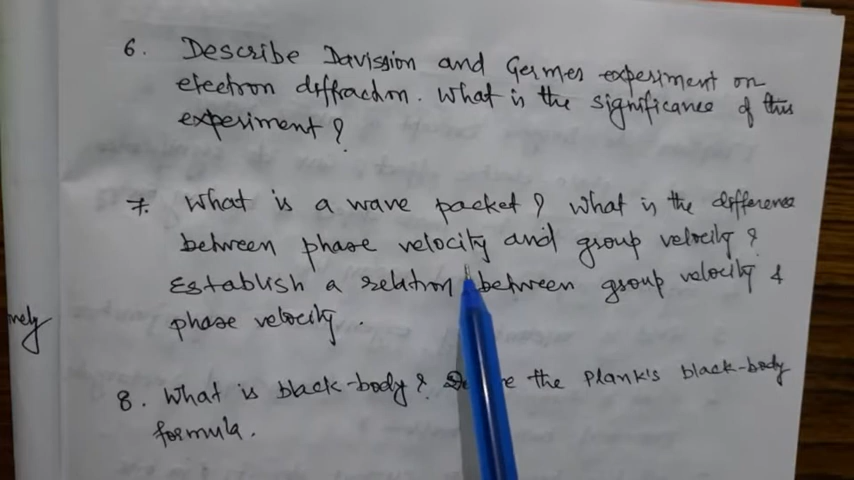 6. Describe Davission and Germer experiment on
electron diffraction. What is the significance of this
experiment?
7. What is a wave packet? What is the difference
between phase velocity and group velocity?
Establish a relation between group velocity &
phase velocity.
nely
8. What is black-body? the Plank's black-body
formula.